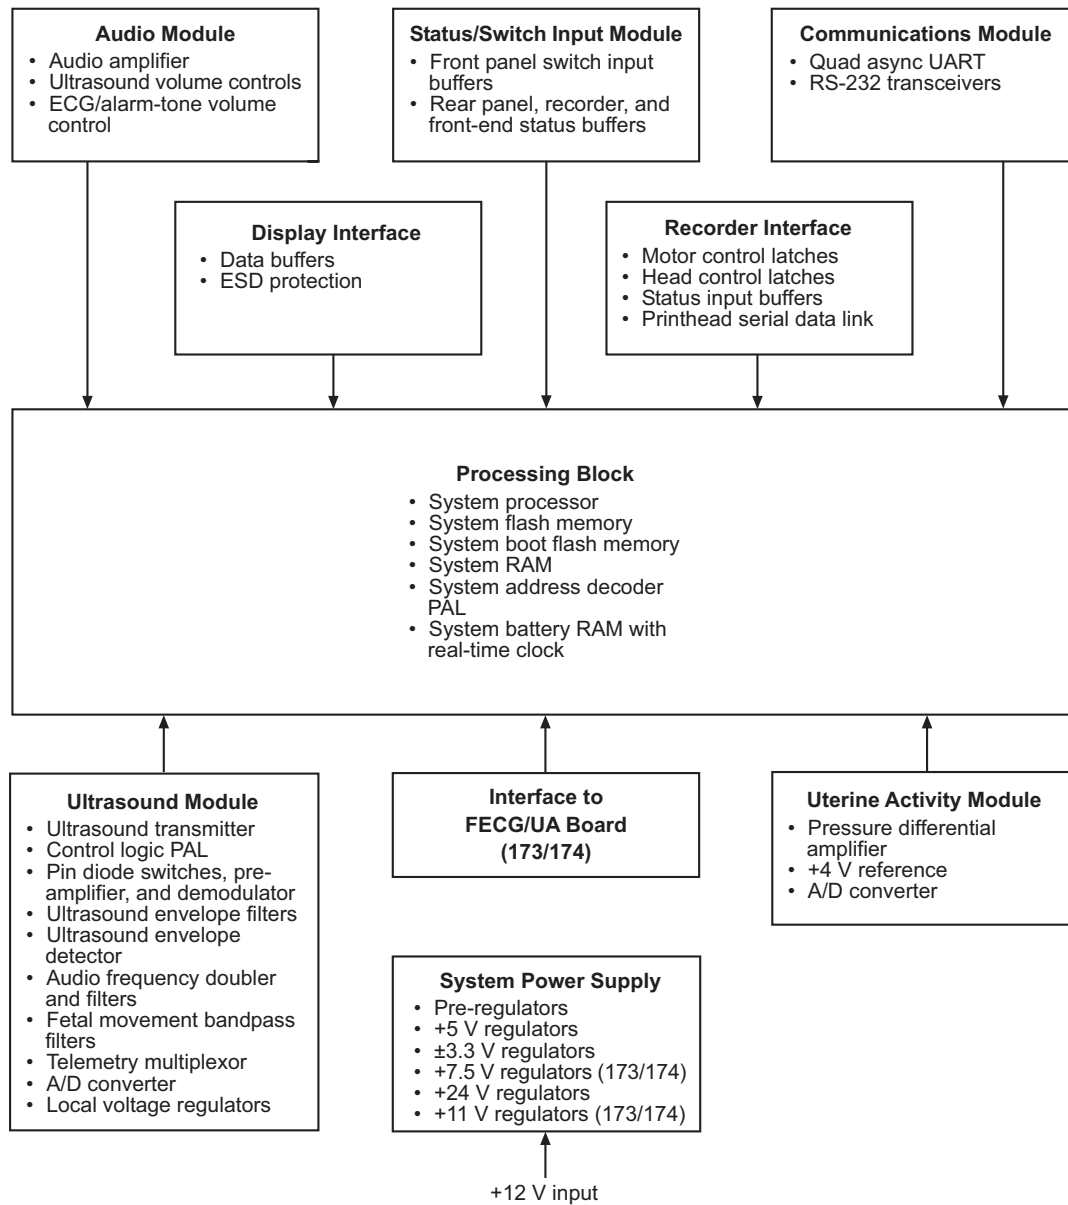 Audio Module
• Audio amplifier
• Ultrasound volume controls
• ECG/alarm-tone volume
control
Status/Switch Input Module
• Front panel switch input
buffers
• Rear panel, recorder, and
front-end status buffers
Communications Module
• Quad async UART
• RS-232 transceivers
Display Interface
• Data buffers
• ESD protection
Recorder Interface
• Motor control latches
• Head control latches
• Status input buffers
• Printhead serial data link
Processing Block
• System processor
• System flash memory
• System boot flash memory
• System RAM
• System address decoder
PAL
• System battery RAM with
real-time clock
Ultrasound Module
• Ultrasound transmitter
• Control logic PAL
• Pin diode switches, pre-
amplifier, and demodulator
• Ultrasound envelope filters
• Ultrasound envelope
detector
• Audio frequency doubler
and filters
• Fetal movement bandpass
filters
• Telemetry multiplexor
• A/D converter
• Local voltage regulators
Interface to
FECG/UA Board
(173/174)
Uterine Activity Module
• Pressure differential
amplifier
• +4 V reference
• A/D converter
System Power Supply
• Pre-regulators
• +5 V regulators
• ±3.3 V regulators
• +7.5 V regulators (173/174)
• +24 V regulators
• +11 V regulators (173/174)
+12 V input